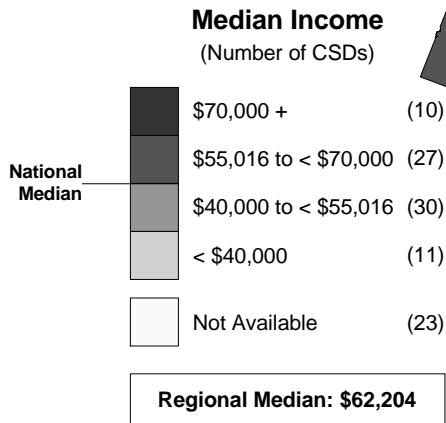 Median Income
(Number of CSDs)
$70,000 + (10)
$55,016 to < $70,000 (27)
National
Median
$40,000 to < $55,016 (30)
< $40,000 (11)
Not Available (23)
Regional Median: $62,204